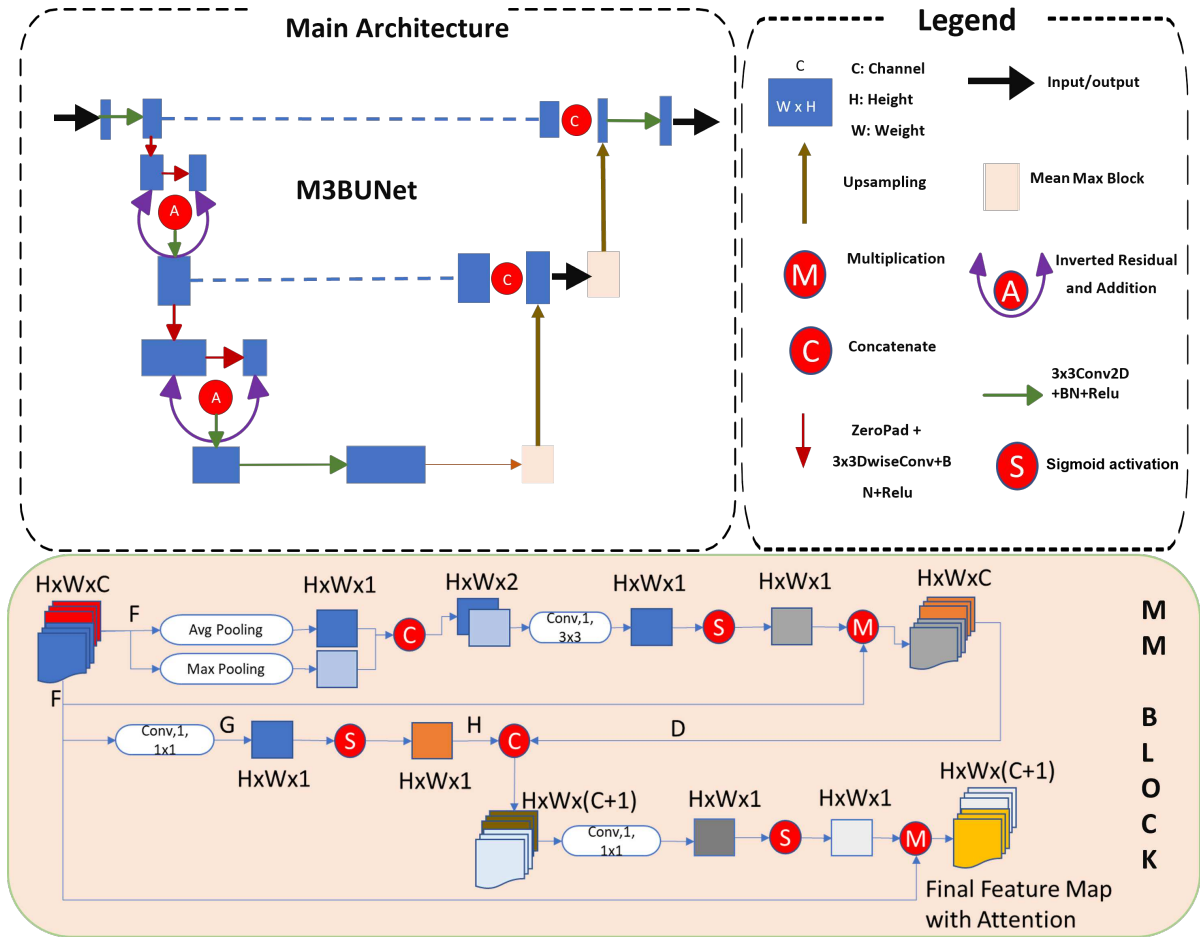 Main Architecture
C
A
M3BUNet
C
A
Legend
C
W x H
C: Channel
H: Height
W: Weight
Input/output
Upsampling
Mean Max Block
M
Multiplication
A
Inverted Residual
and Addition
C
Concatenate
3x3Conv2D
+BN+Relu
ZeroPad +
3x3DwiseConv+B
N+Relu
S
Sigmoid activation
HxWxC
F
Avg Pooling
Max Pooling
HxWx1
C
HxWx2
Conv,1,
3x3
HxWx1
S
HxWx1
M
HxWxC
F
Conv,1,
1x1
G
HxWx1
S
HxWx1
H
C
D
HxWx(C+1)
Conv,1,
1x1
HxWx1
S
HxWx1
M
HxWx(C+1)
Final Feature Map
with Attention
M
M
B
L
O
C
K